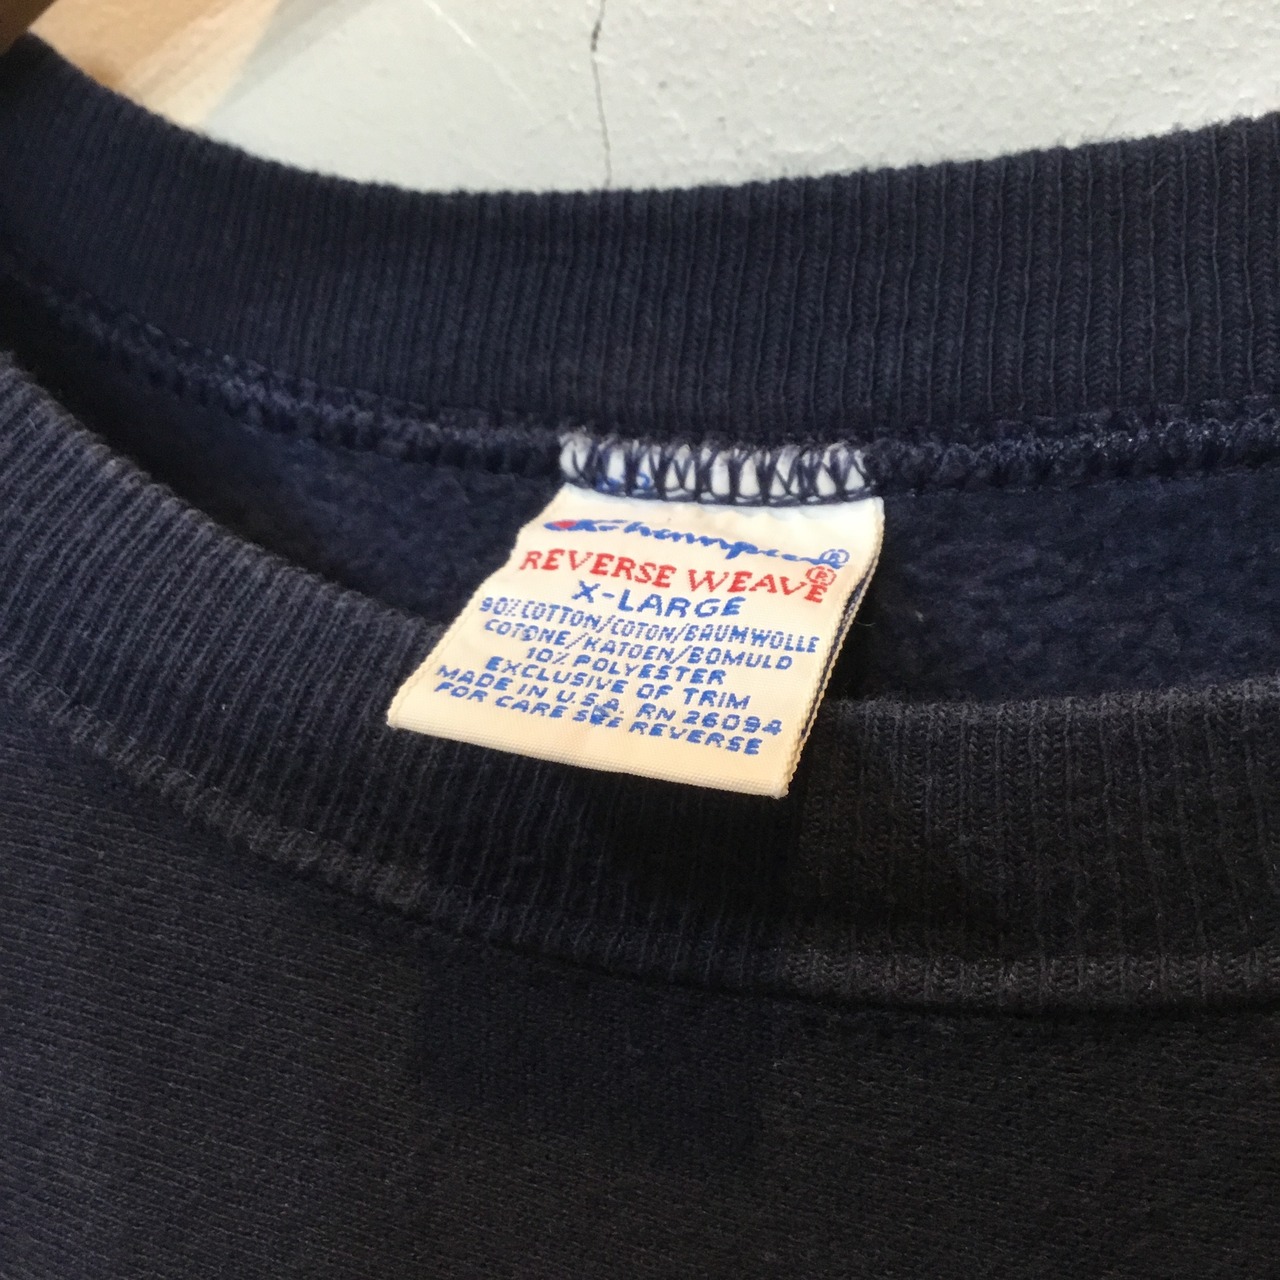 Champion®
REVERSE WEAVE®
X-LARGE
90% COTTON/COTON/BAUMWOLLE
COTONE/KATOEN/BOMULD
10% POLYESTER
EXCLUSIVE OF TRIM
MADE IN U.S.A. RN 26094
FOR CARE SEE REVERSE